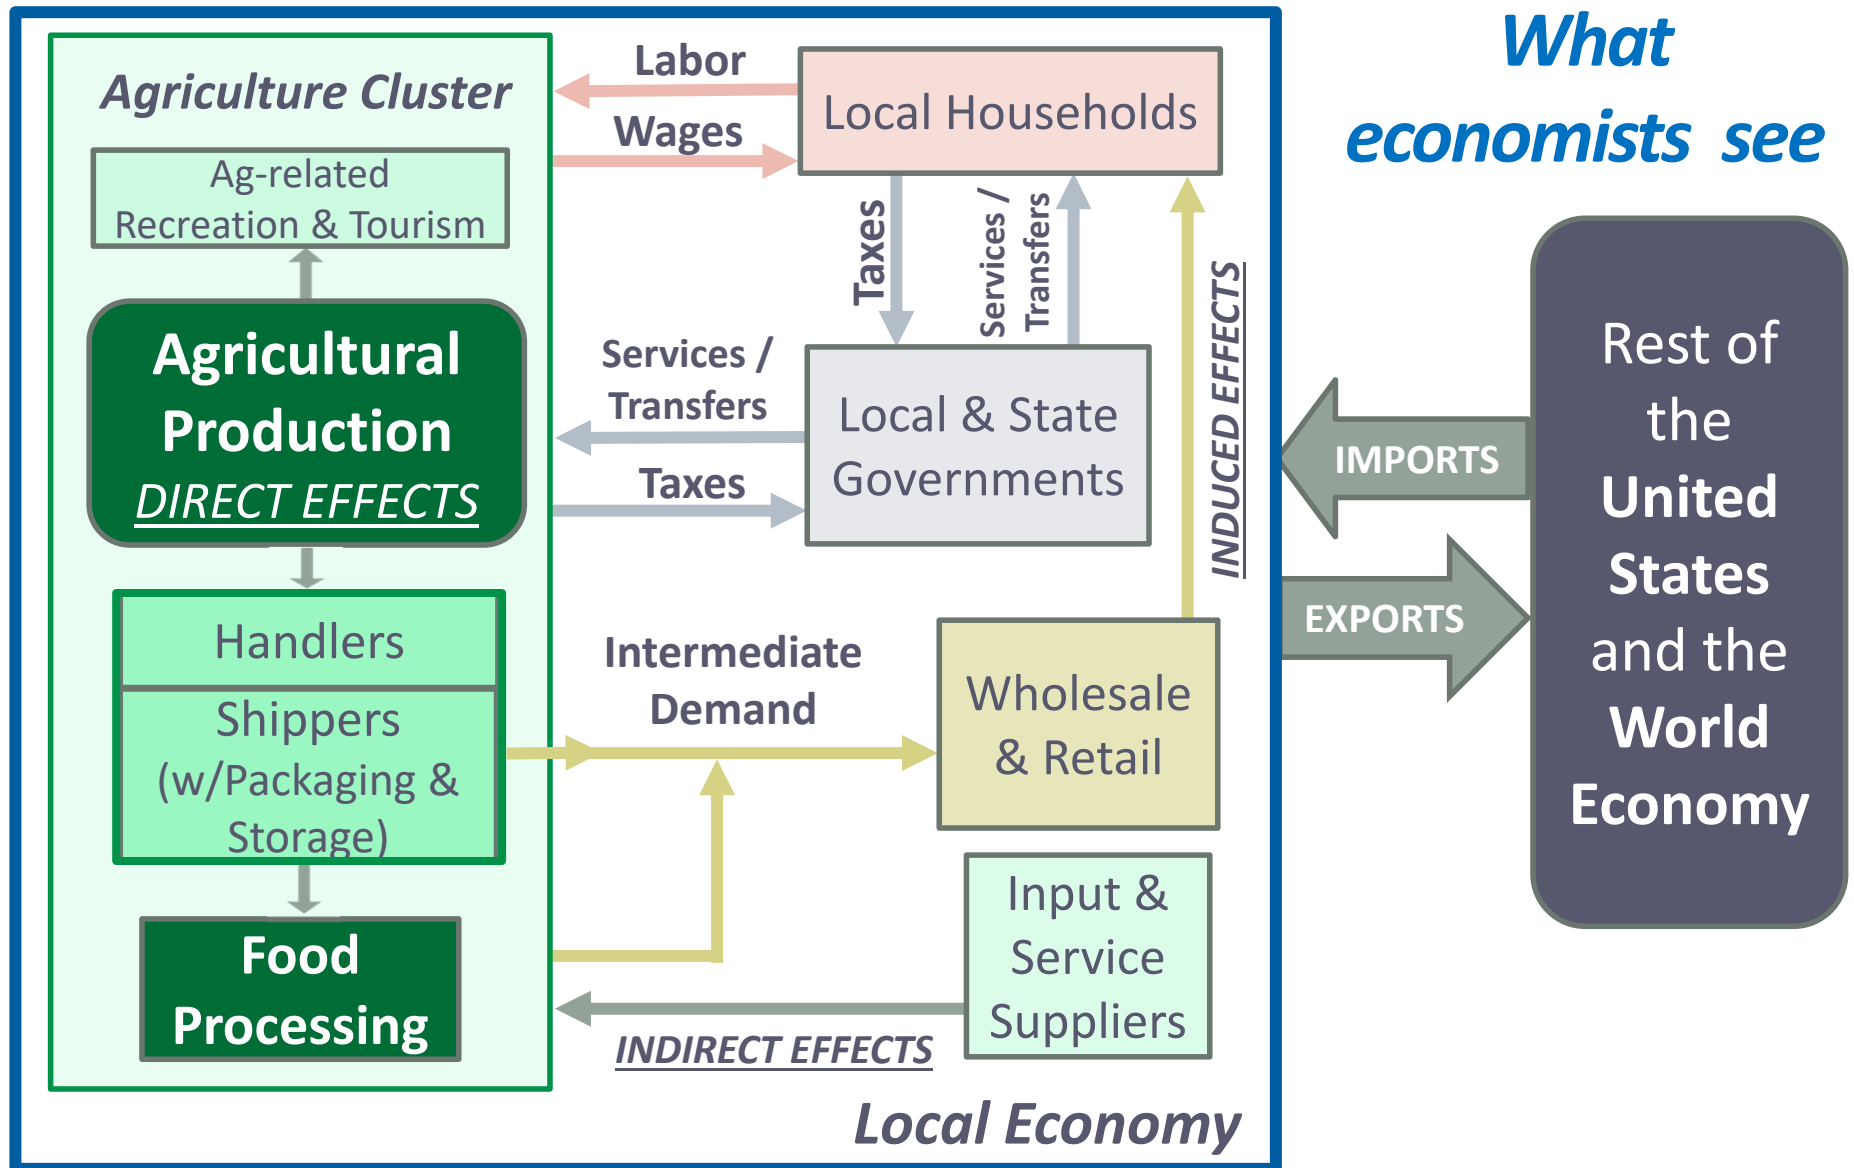 What
economists see
Agriculture Cluster
Ag-related
Recreation & Tourism
Agricultural
Production
DIRECT EFFECTS
Handlers
Shippers
(w/Packaging &
Storage)
Food
Processing
Labor
Wages
Local Households
Taxes
Services /
Transfers
Services /
Transfers
Taxes
Local & State
Governments
INDUCED EFFECTS
Intermediate
Demand
Wholesale
& Retail
Input &
Service
Suppliers
INDIRECT EFFECTS
Local Economy
IMPORTS
EXPORTS
Rest of
the
United
States
and the
World
Economy